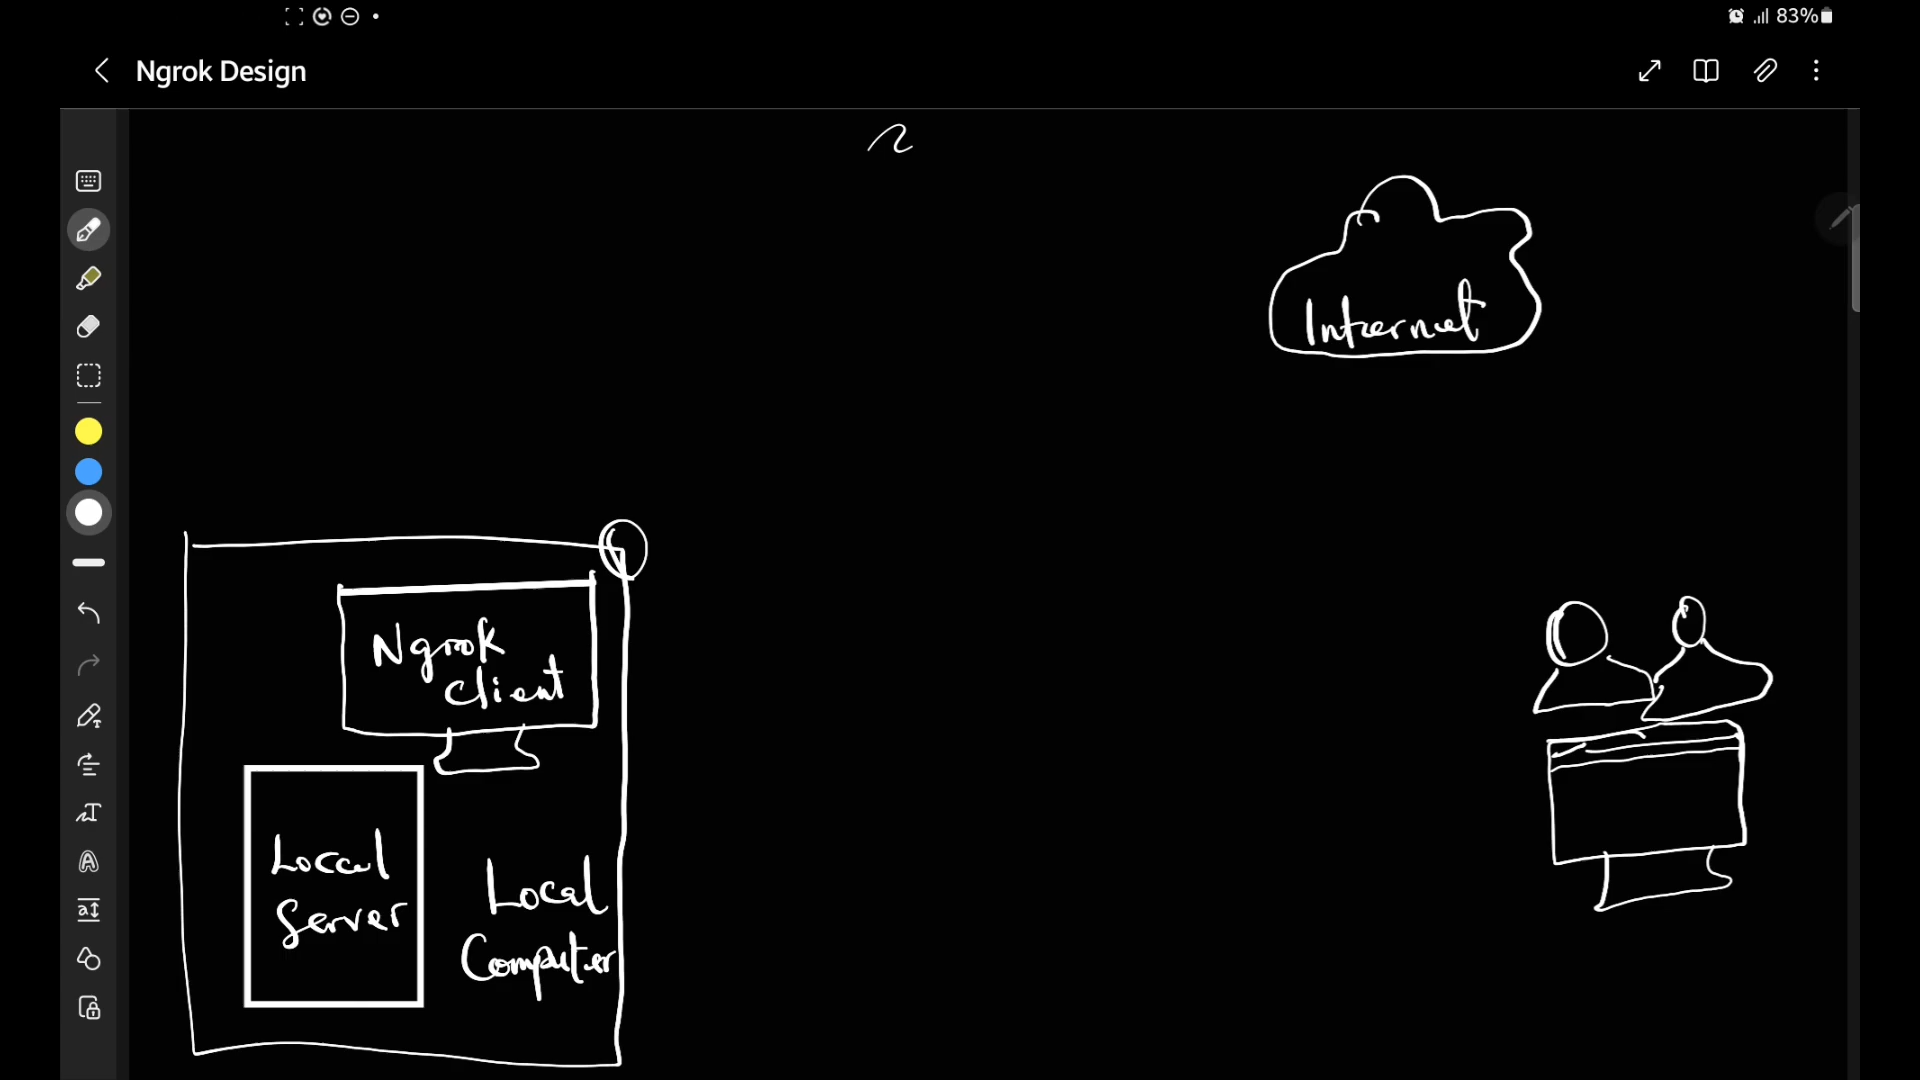 83%
Ngrok Design
Internet
Ngrok
Client
Local
Server
Local
Computer